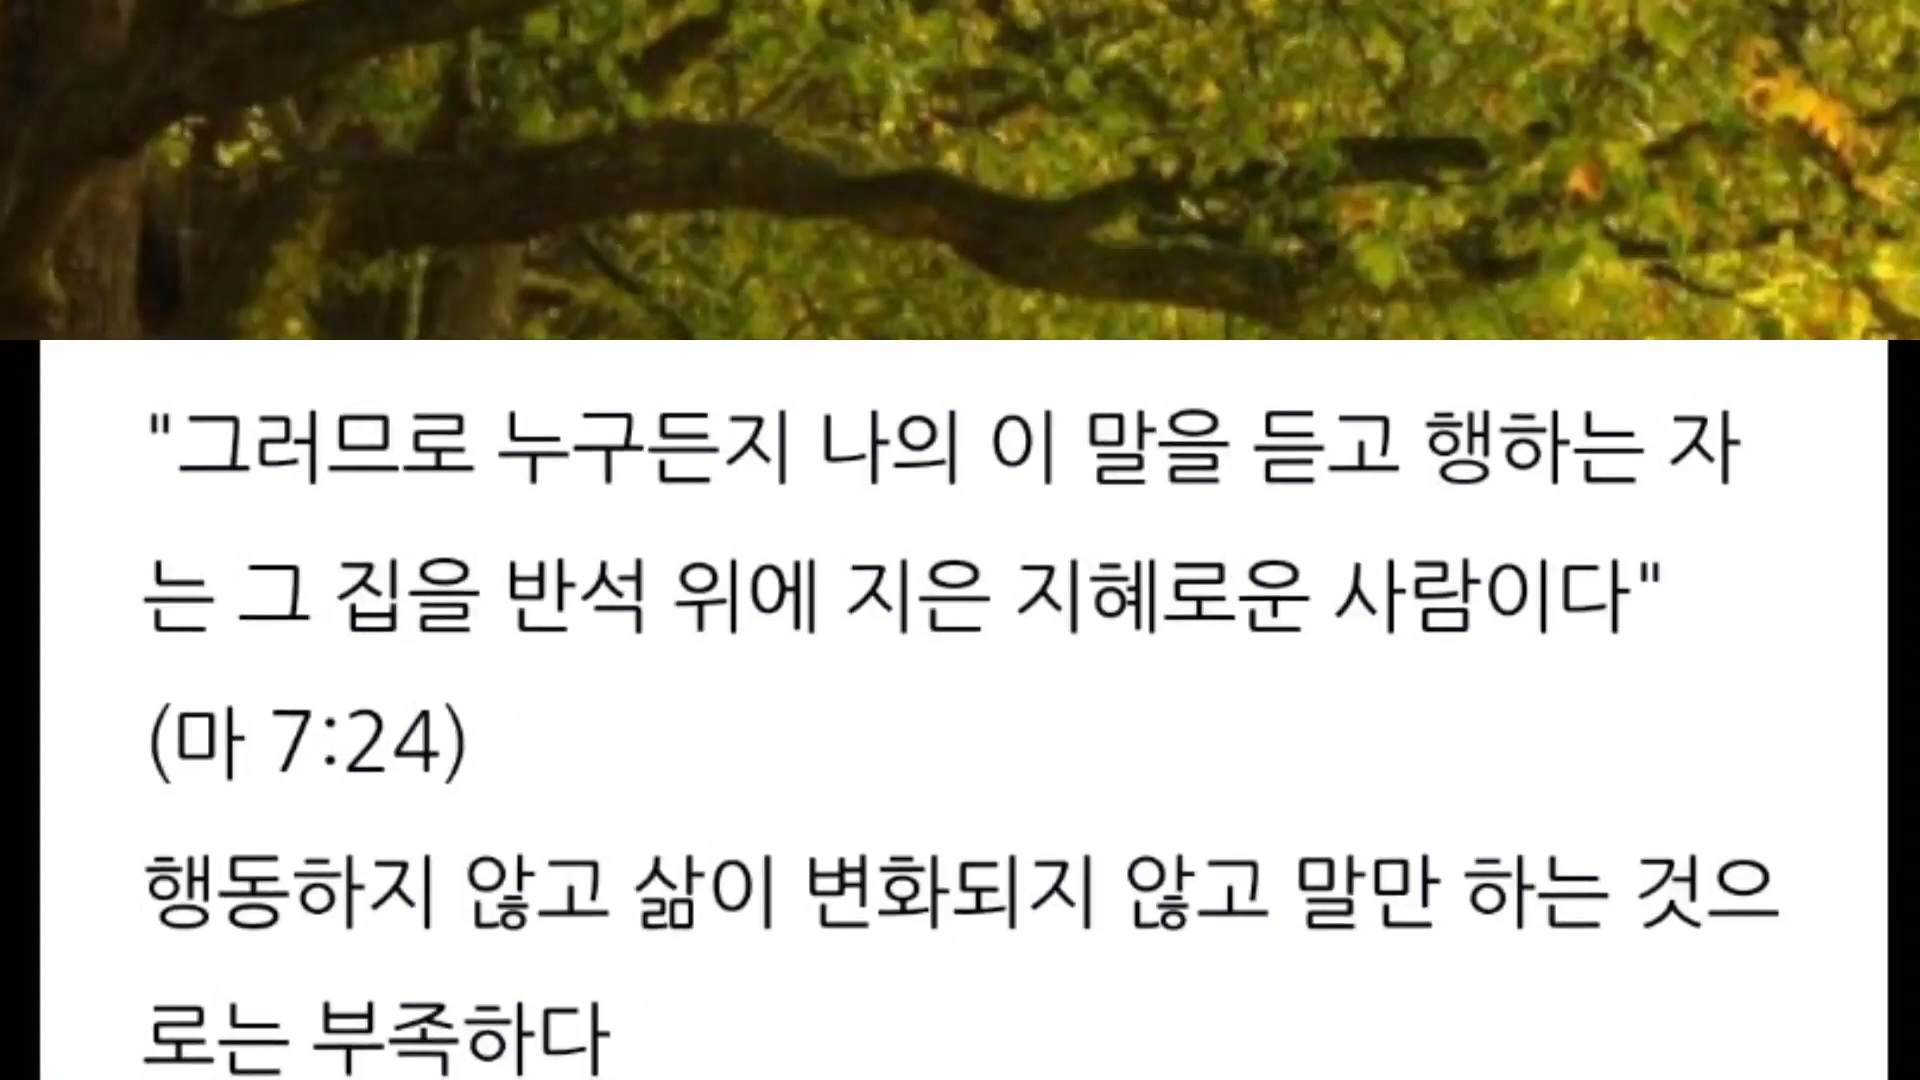 "그러므로 누구든지 나의 이 말을 듣고 행하는 자
는 그 집을 반석 위에 지은 지혜로운 사람이다"
(마 7:24)
행동하지 않고 삶이 변화되지 않고 말만 하는 것으
로는 부족하다